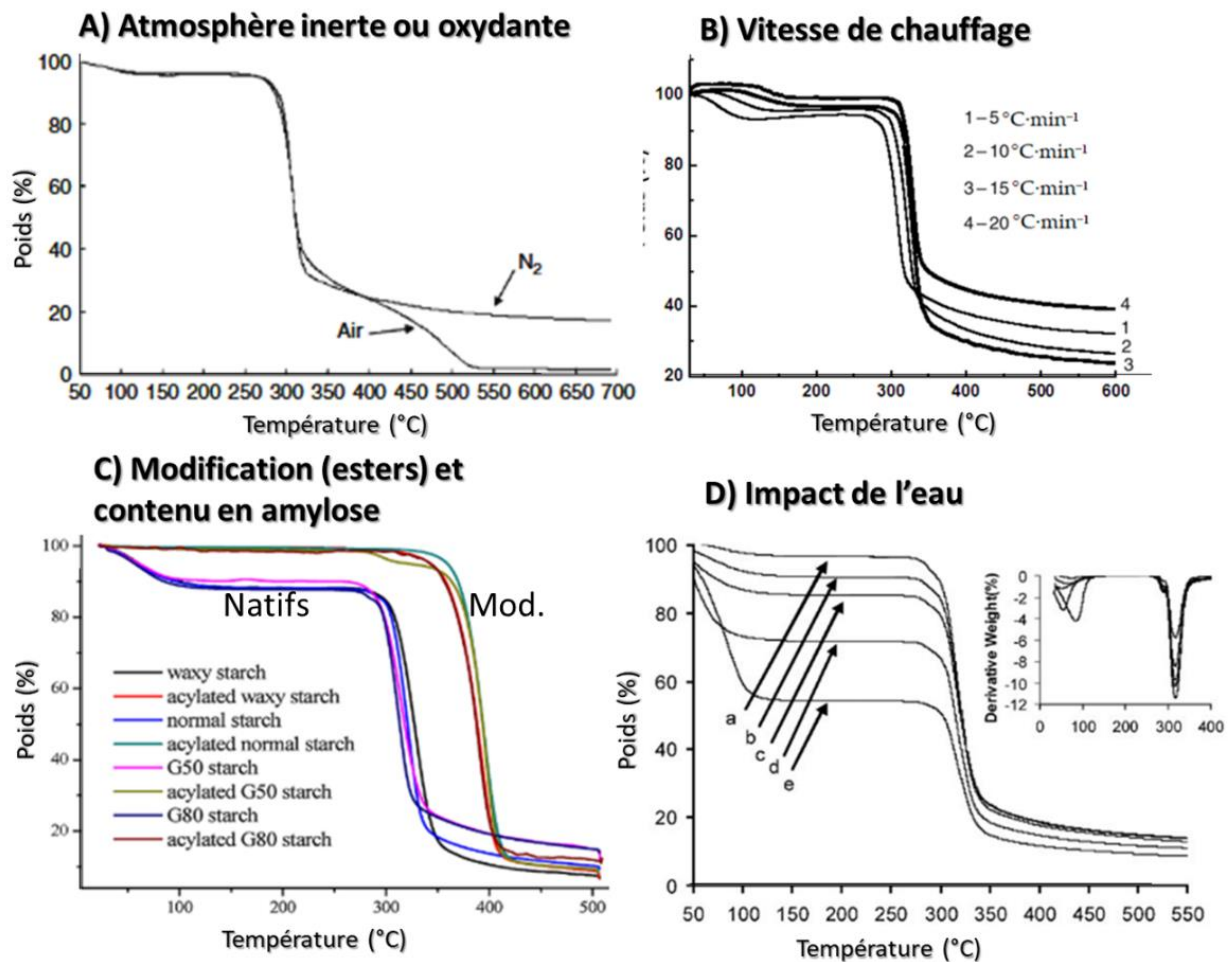 A) Atmosphère inerte ou oxydante
100
80
60
40
20
0
Poids (%)
N2
Air
50 100 150 200 250 300 350 400 450 500 550 600 650 700
Température (°C)
B) Vitesse de chauffage
100
80
60
40
20
1–5°C·min⁻¹
2–10°C·min⁻¹
3–15°C·min⁻¹
4–20°C·min⁻¹
4
1
2
3
100 200 300 400 500 600
Température (°C)
C) Modification (esters) et
contenu en amylose
100
80
60
40
20
Poids (%)
Natifs
Mod.
waxy starch
acylated waxy starch
normal starch
acylated normal starch
G50 starch
acylated G50 starch
G80 starch
acylated G80 starch
100 200 300 400 500
Température (°C)
D) Impact de l’eau
100
80
60
40
20
0
Poids (%)
a
b
c
d
e
Derivative Weight(%)
0
-2
-4
-6
-8
-10
-12
0 100 200 300 400
50 100 150 200 250 300 350 400 450 500 550
Température (°C)